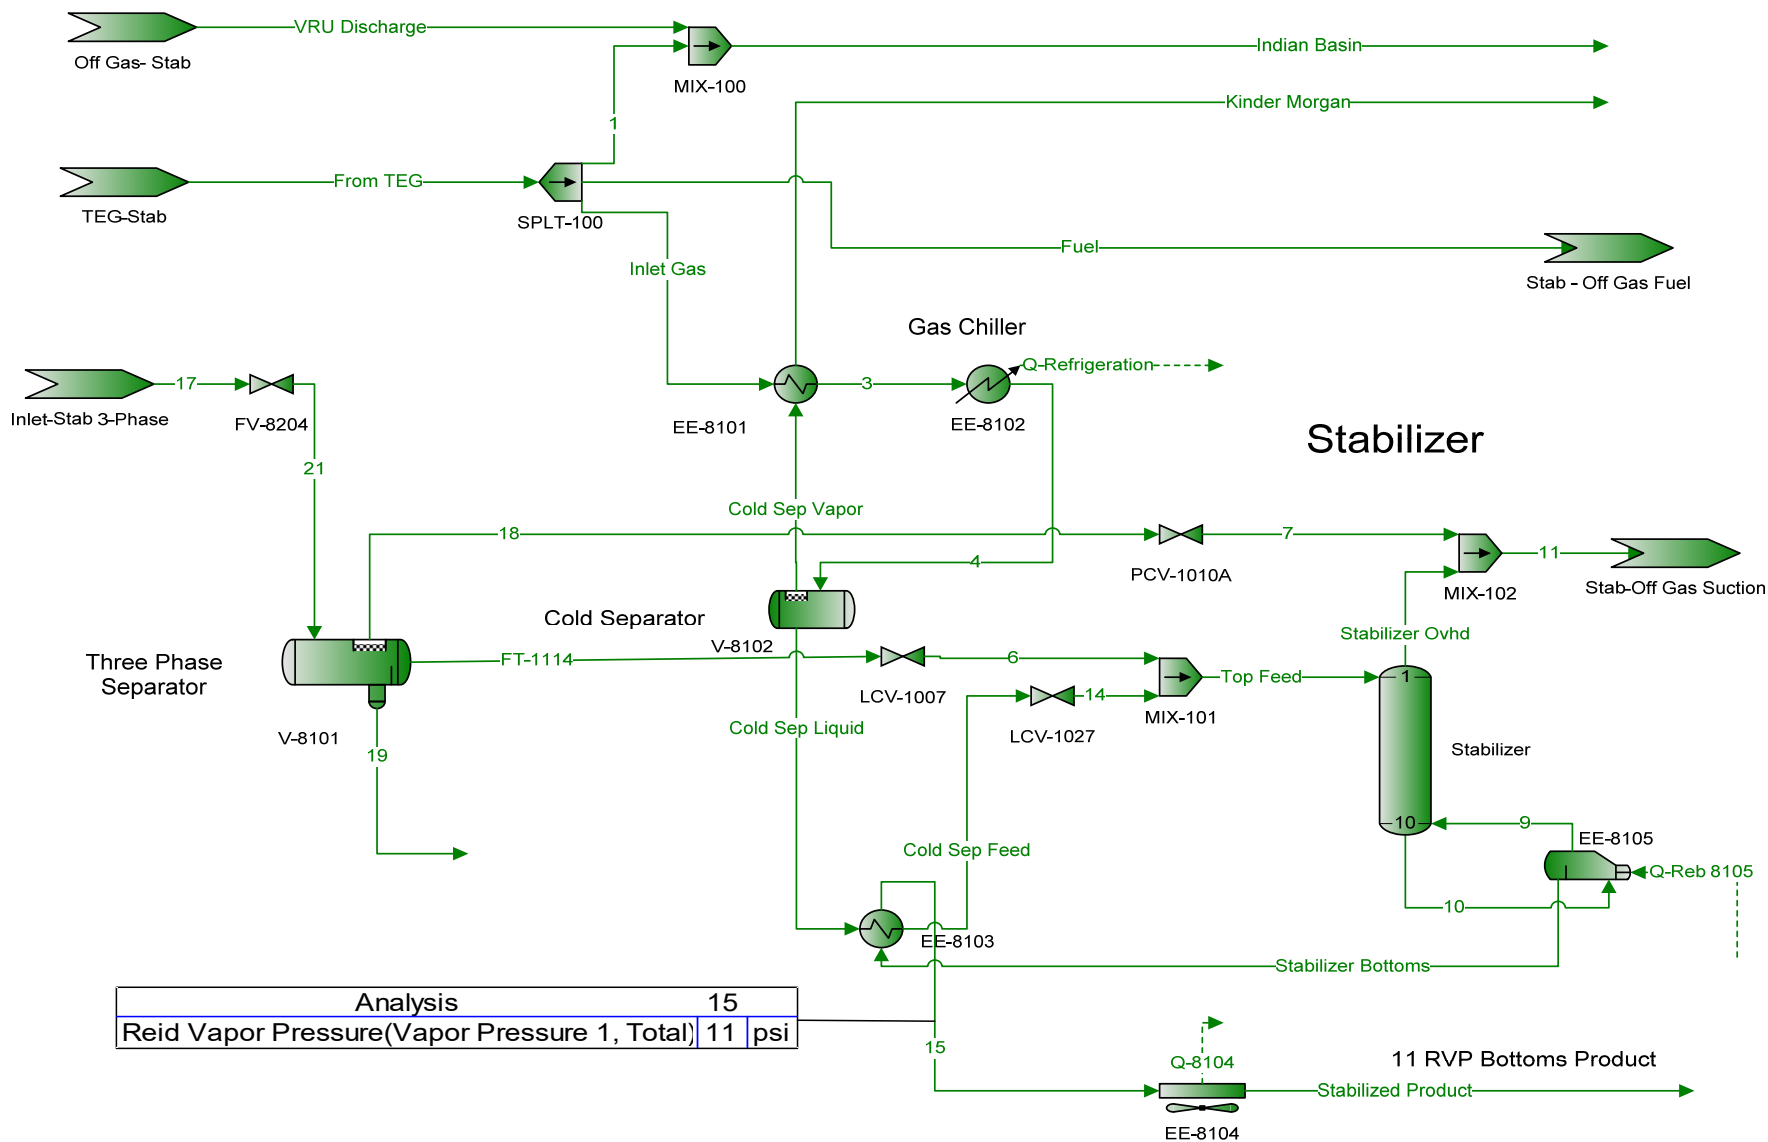 VRU Discharge
Indian Basin
Off Gas- Stab
MIX-100
Kinder Morgan
1
From TEG
TEG-Stab
SPLT-100
Fuel
Inlet Gas
Stab - Off Gas Fuel
Gas Chiller
Q-Refrigeration
17
3
Inlet-Stab 3-Phase
FV-8204
EE-8101
EE-8102
Stabilizer
21
Cold Sep Vapor
18
7
4
11
PCV-1010A
MIX-102
Stab-Off Gas Suction
Cold Separator
Stabilizer Ovhd
V-8102
Three Phase
Separator
FT-1114
6
LCV-1007
Top Feed
1
14
MIX-101
V-8101
Cold Sep Liquid
LCV-1027
19
Stabilizer
10
9
EE-8105
Cold Sep Feed
Q-Reb 8105
10
EE-8103
Stabilizer Bottoms
Analysis 15
Reid Vapor Pressure(Vapor Pressure 1, Total) 11 psi
15
Q-8104
11 RVP Bottoms Product
Stabilized Product
EE-8104